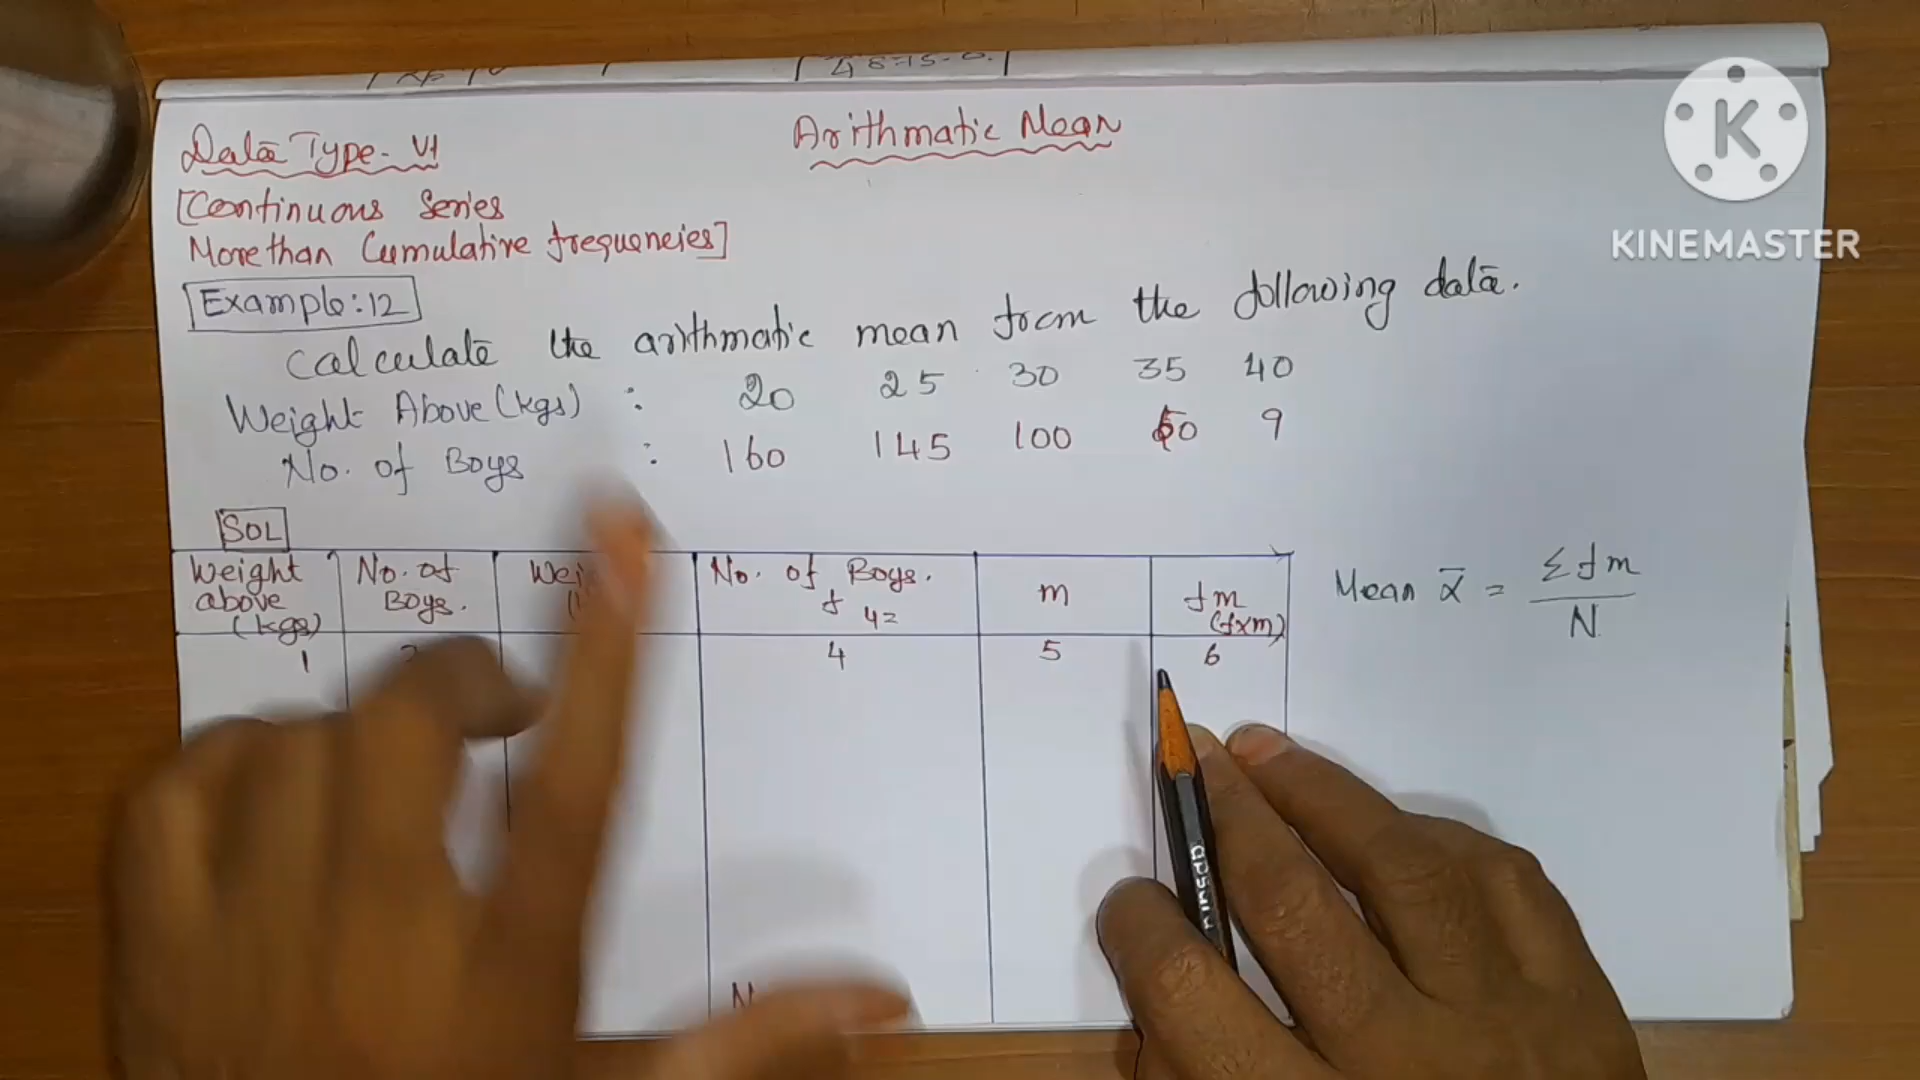 Arithmatic Mean
Data Type - VI
[Continuous Series
More than Cumulative frequencies]
Example: 12
Calculate the arithmatic mean from the following data.
Weight Above (kgs) : 20 25 30 35 40
No. of Boys : 160 145 100 50 9
SOL
Weight above (kgs) No. of Boys. No. of Boys. f m fm (f×m)
1 4 5 6
Mean x̄ = Σfm / N
N
KINEMASTER
apsara